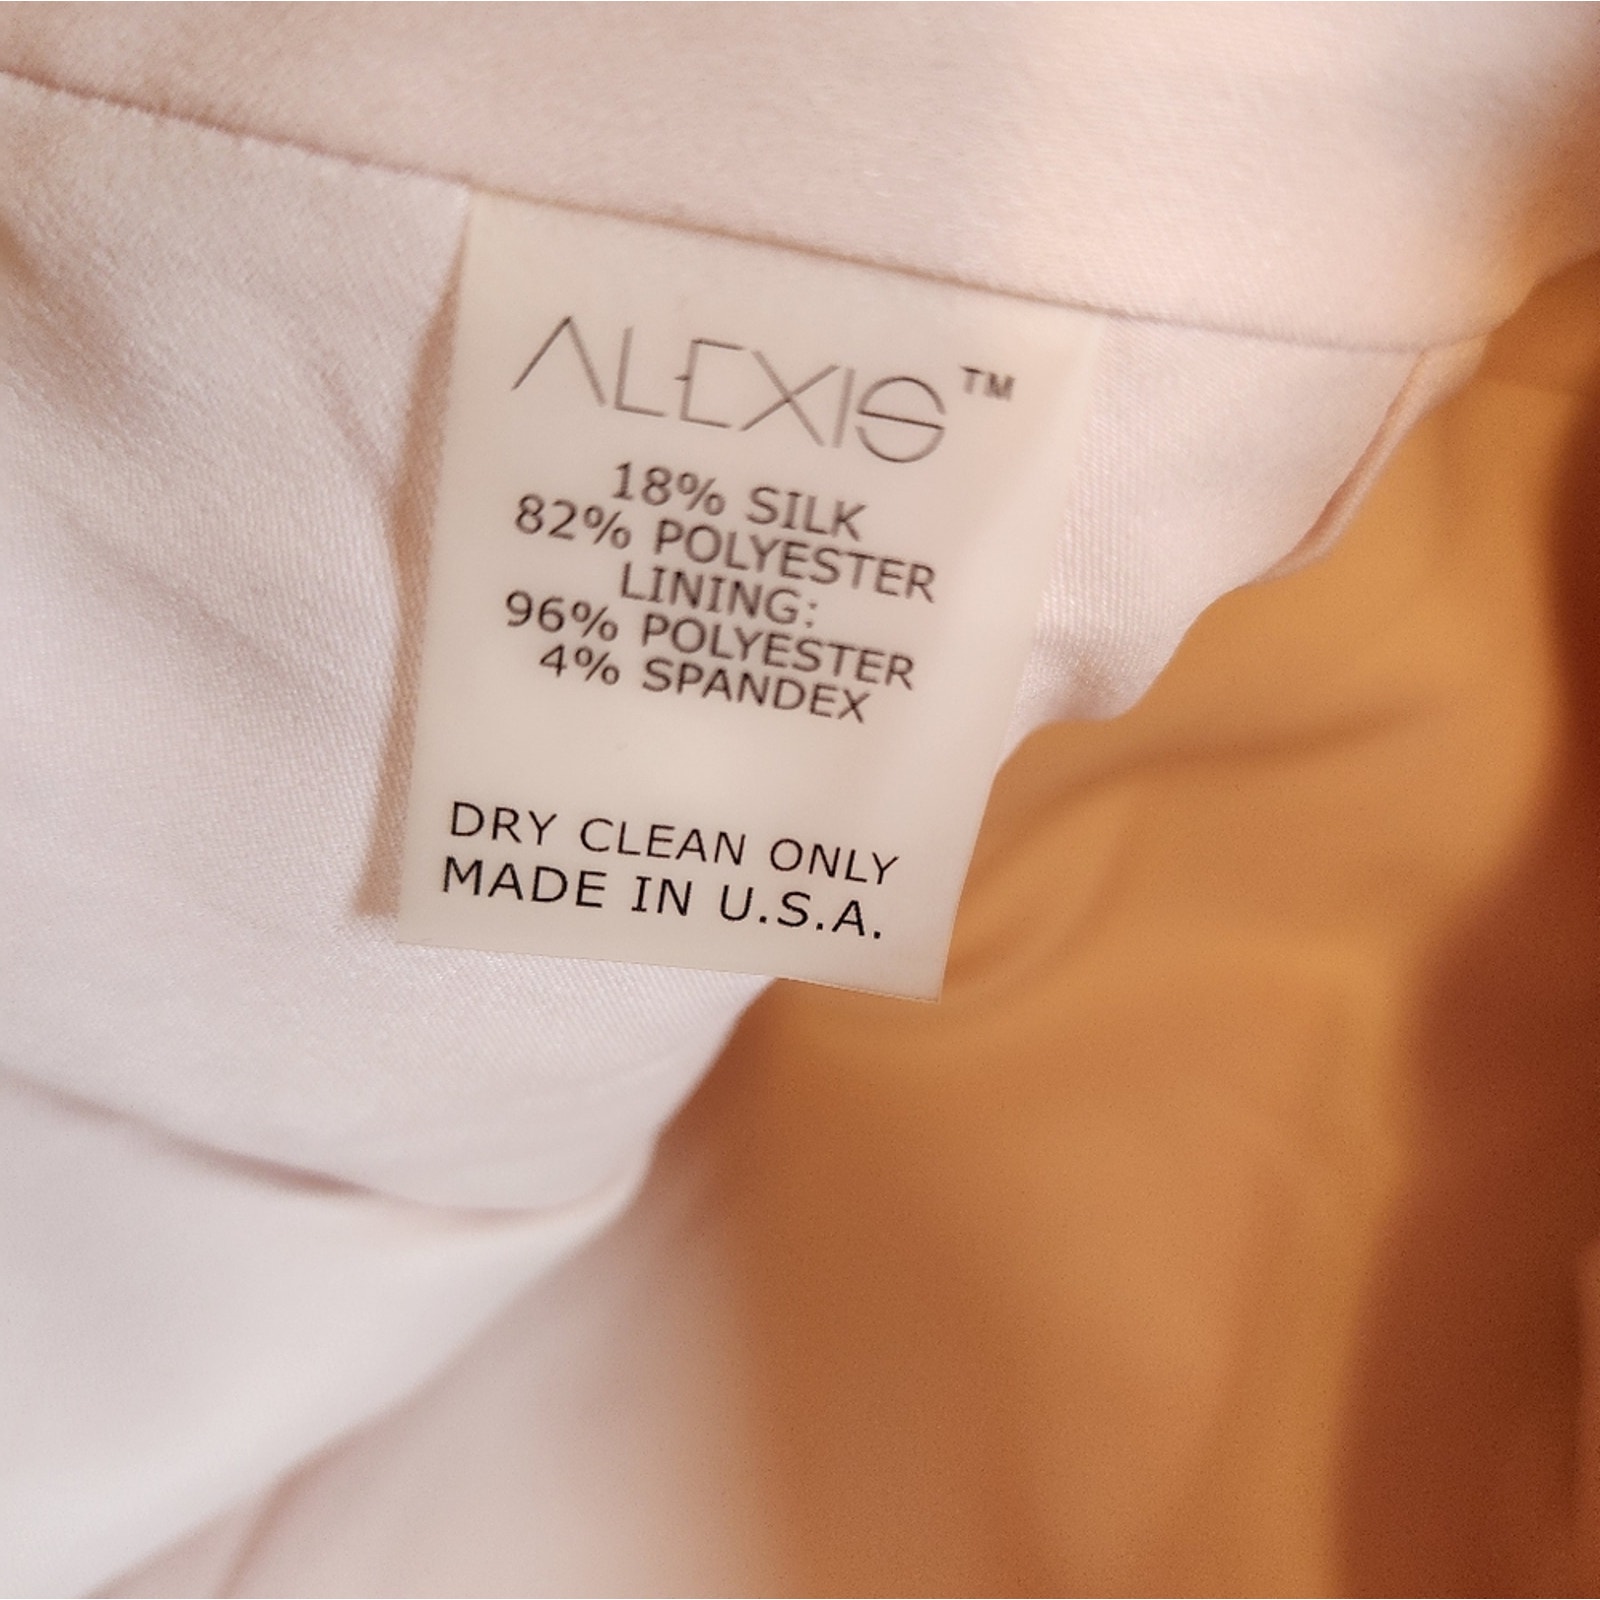 ALEXIS™
18% SILK
82% POLYESTER
LINING:
96% POLYESTER
4% SPANDEX
DRY CLEAN ONLY
MADE IN U.S.A.